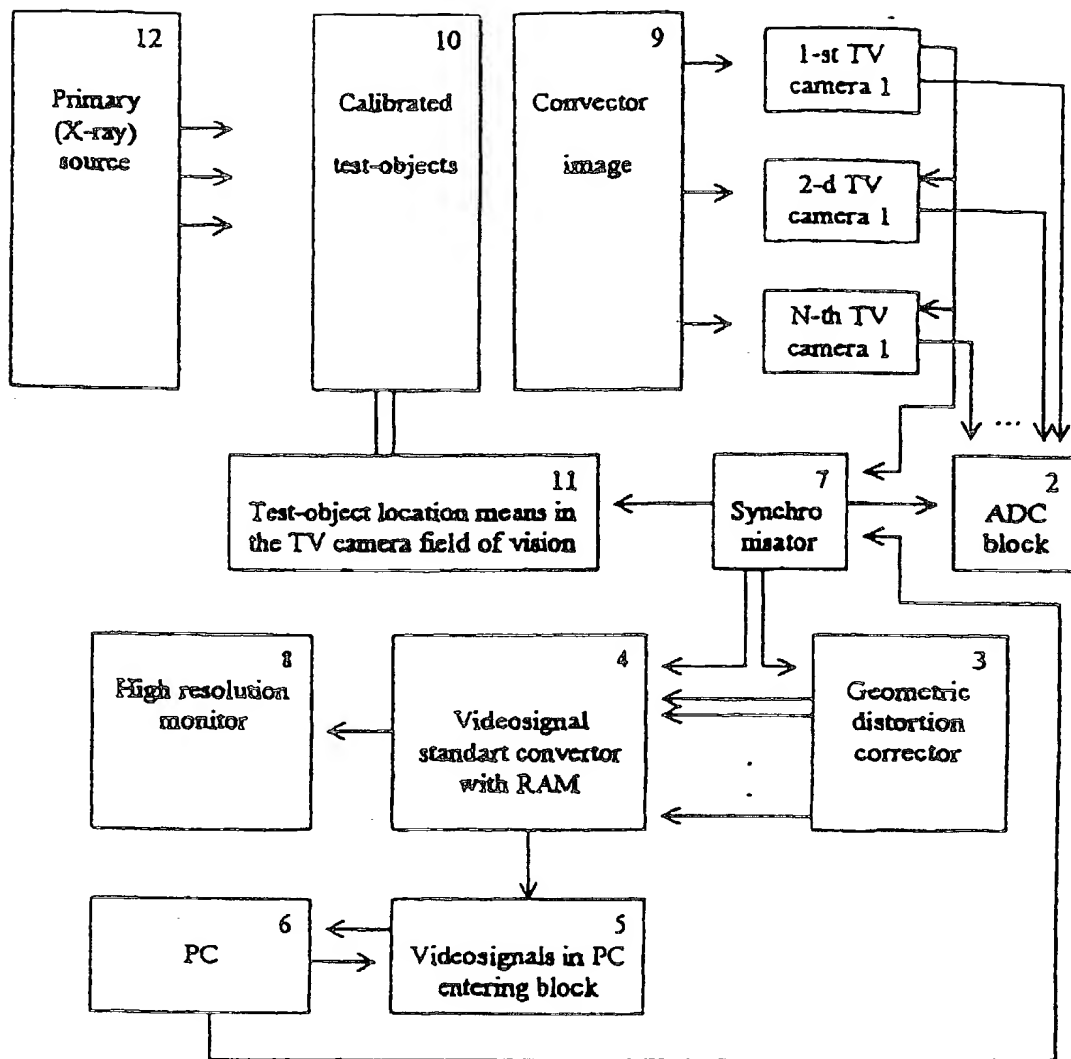 12
Primary
(X-ray)
source
10
Calibrated
test-objects
9
Convector
image
1-st TV
camera 1
2-d TV
camera 1
N-th TV
camera 1
...
11
Test-object location means in
the TV camera field of vision
7
Synchro
nisator
2
ADC
block
8
High resolution
monitor
4
Videosignal
standart convertor
with RAM
3
Geometric
distortion
corrector
6
PC
5
Videosignals in PC
entering block